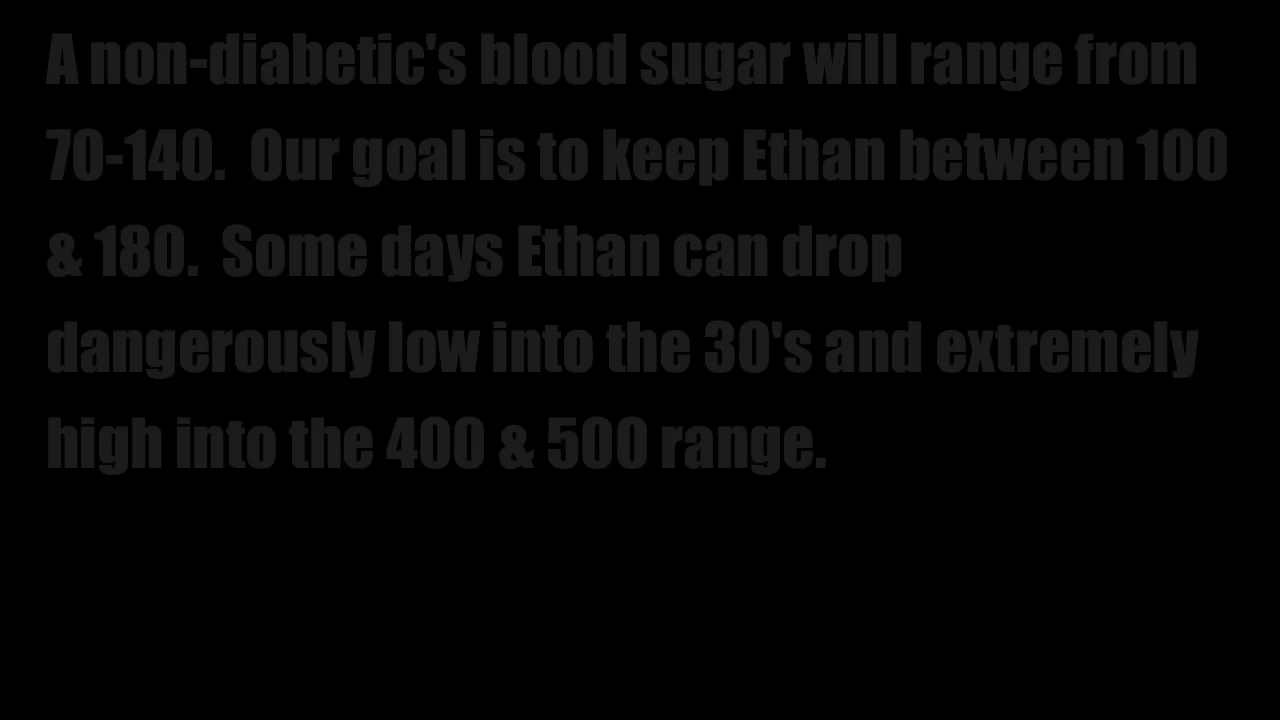 A non-diabetic's blood sugar will range from
70-140.  Our goal is to keep Ethan between 100
& 180.  Some days Ethan can drop
dangerously low into the 30's and extremely
high into the 400 & 500 range.